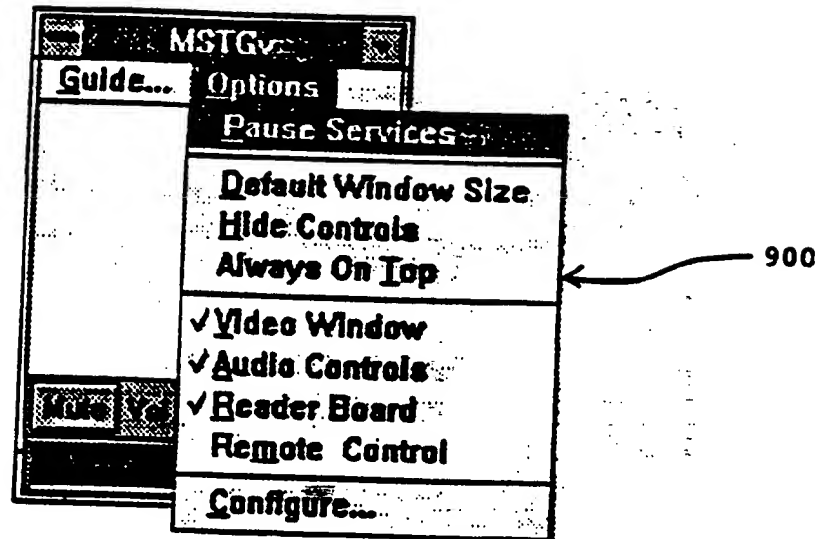 MSTGv
Guide... Options
Pause Services
Default Window Size
Hide Controls
Always On Top
900
✓Video Window
✓Audio Controls
✓Reader Board
Remote Control
Mute Vol
Configure...